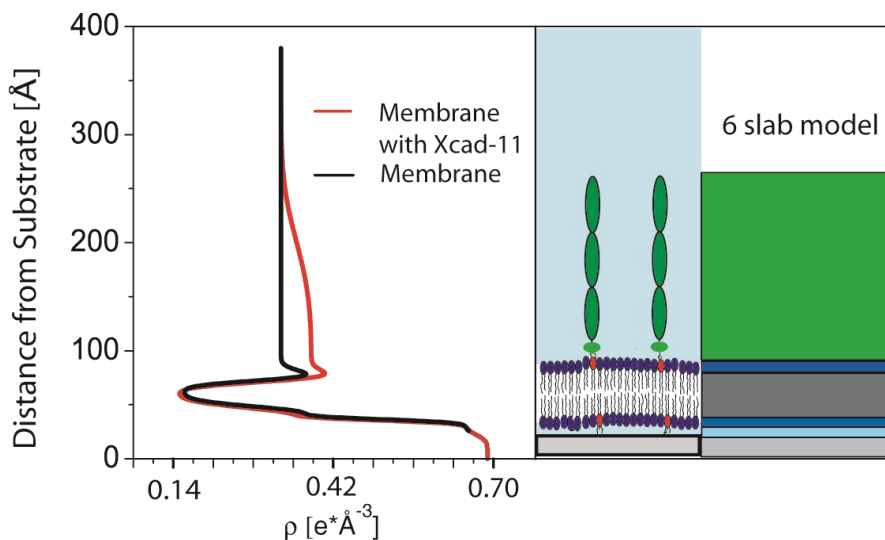 400
300
200
100
0
Distance from Substrate [Å]
Membrane
with Xcad-11
Membrane
6 slab model
0.14 0.42 0.70
ρ [e*Å⁻³]